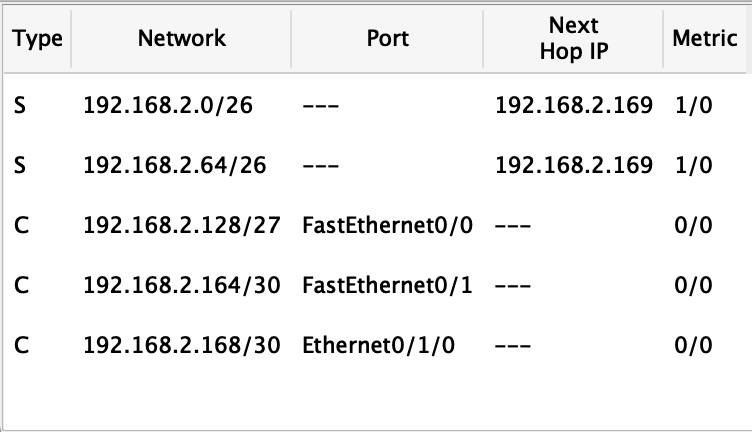 Type Network Port Next Hop IP Metric
S 192.168.2.0/26 --- 192.168.2.169 1/0
S 192.168.2.64/26 --- 192.168.2.169 1/0
C 192.168.2.128/27 FastEthernet0/0 --- 0/0
C 192.168.2.164/30 FastEthernet0/1 --- 0/0
C 192.168.2.168/30 Ethernet0/1/0 --- 0/0